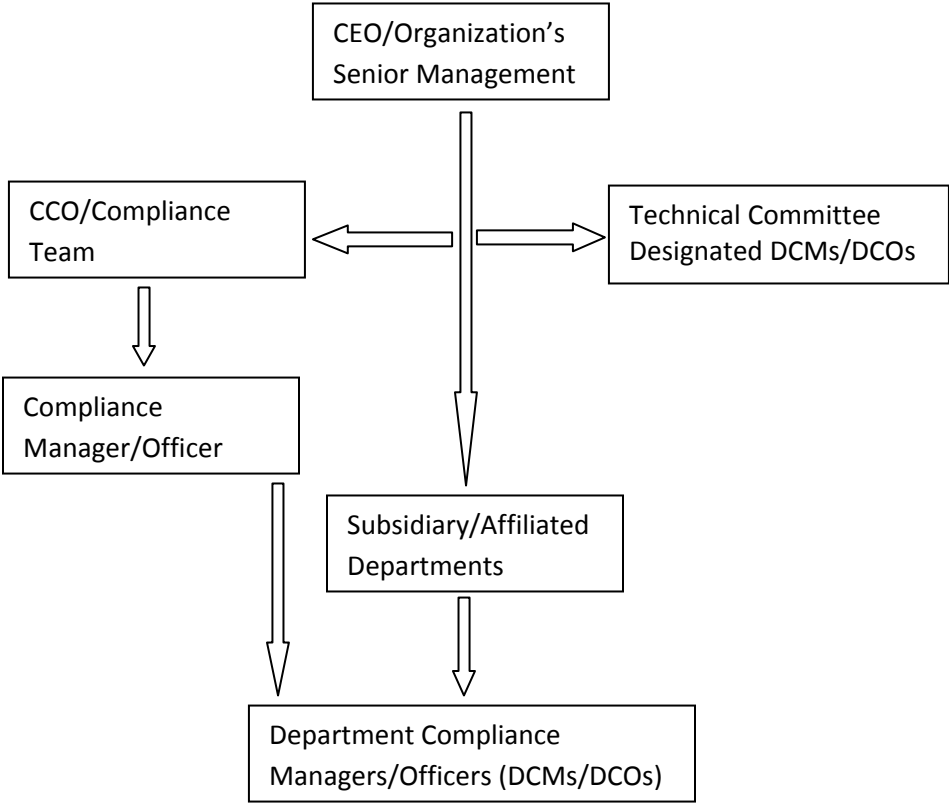 CEO/Organization’s
Senior Management
CCO/Compliance
Team
Technical Committee
Designated DCMs/DCOs
Compliance
Manager/Officer
Subsidiary/Affiliated
Departments
Department Compliance
Managers/Officers (DCMs/DCOs)